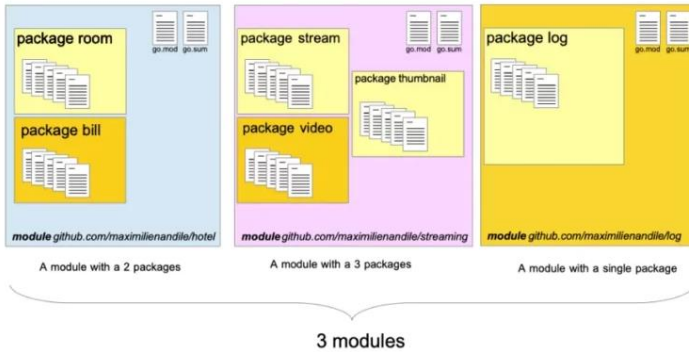 package room
go.mod go.sum
package bill
module github.com/maximilienandile/hotel
A module with a 2 packages
package stream
go.mod go.sum
package thumbnail
package video
module github.com/maximilienandile/streaming
A module with a 3 packages
package log
go.mod go.sum
module github.com/maximilienandile/log
A module with a single package
3 modules